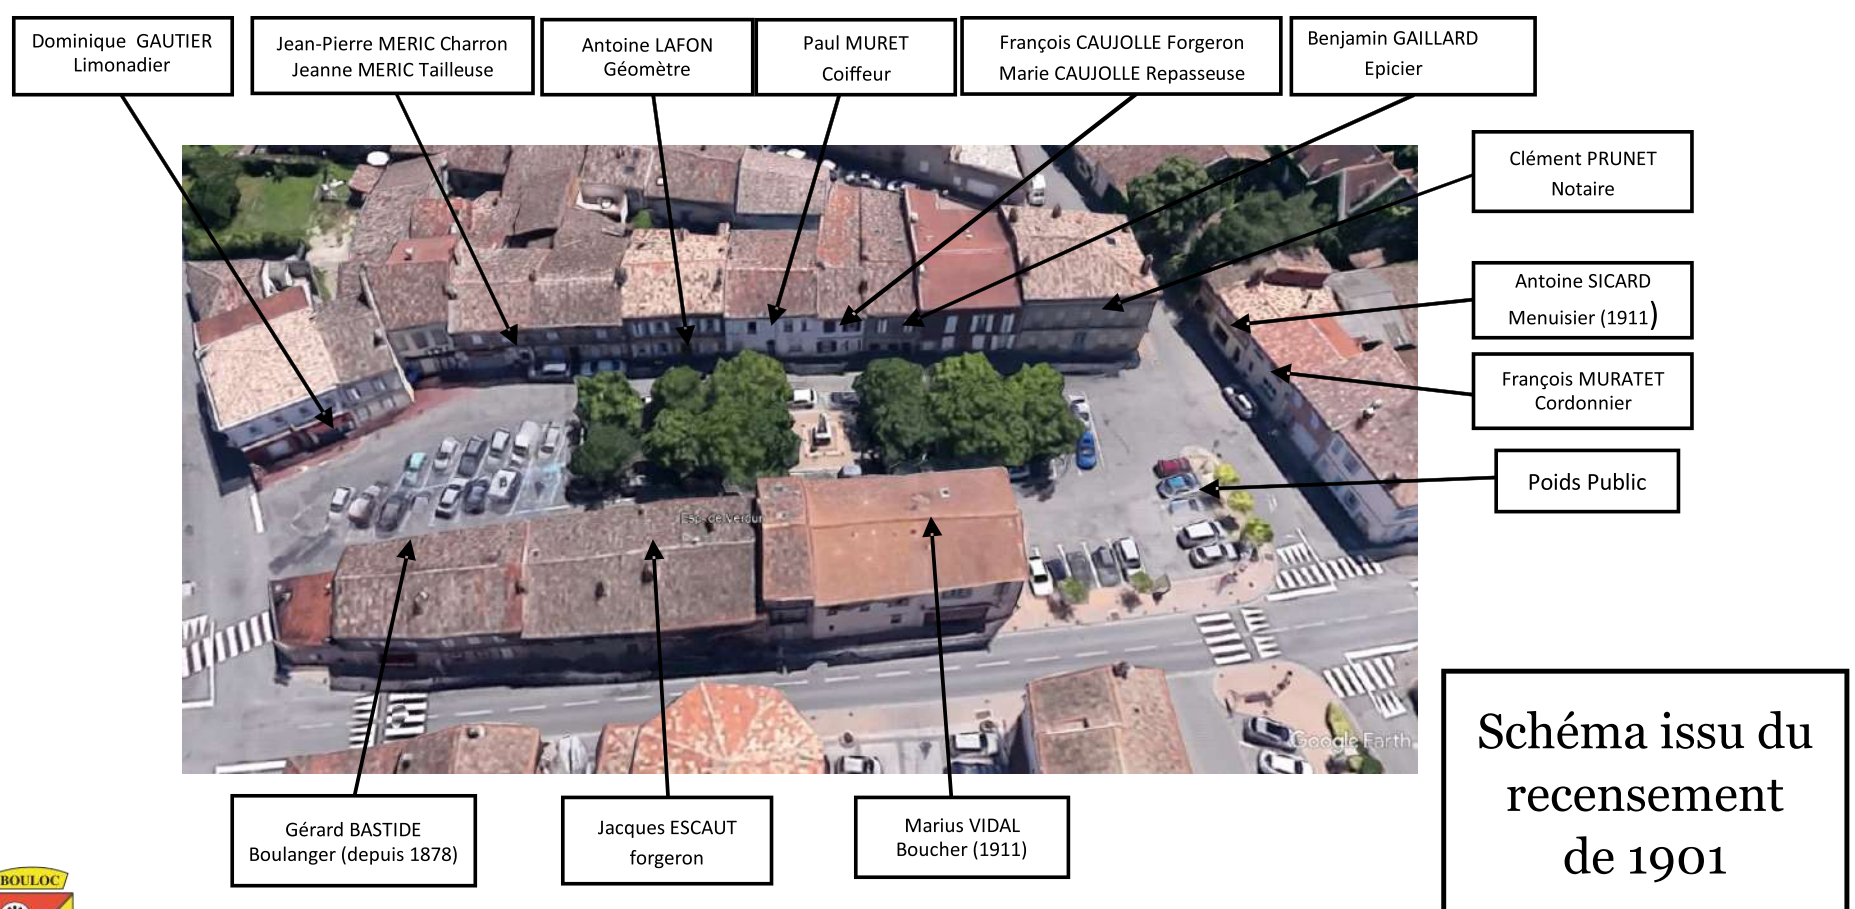 Dominique GAUTIER
Limonadier
Jean-Pierre MERIC Charron
Jeanne MERIC Tailleuse
Antoine LAFON
Géomètre
Paul MURET
Coiffeur
François CAUJOLLE Forgeron
Marie CAUJOLLE Repasseuse
Benjamin GAILLARD
Epicier
Clément PRUNET
Notaire
Antoine SICARD
Menuisier (1911)
François MURATET
Cordonnier
Poids Public
Esp. de Verdun
Google Earth
Gérard BASTIDE
Boulanger (depuis 1878)
Jacques ESCAUT
forgeron
Marius VIDAL
Boucher (1911)
Schéma issu du
recensement
de 1901
BOULOC